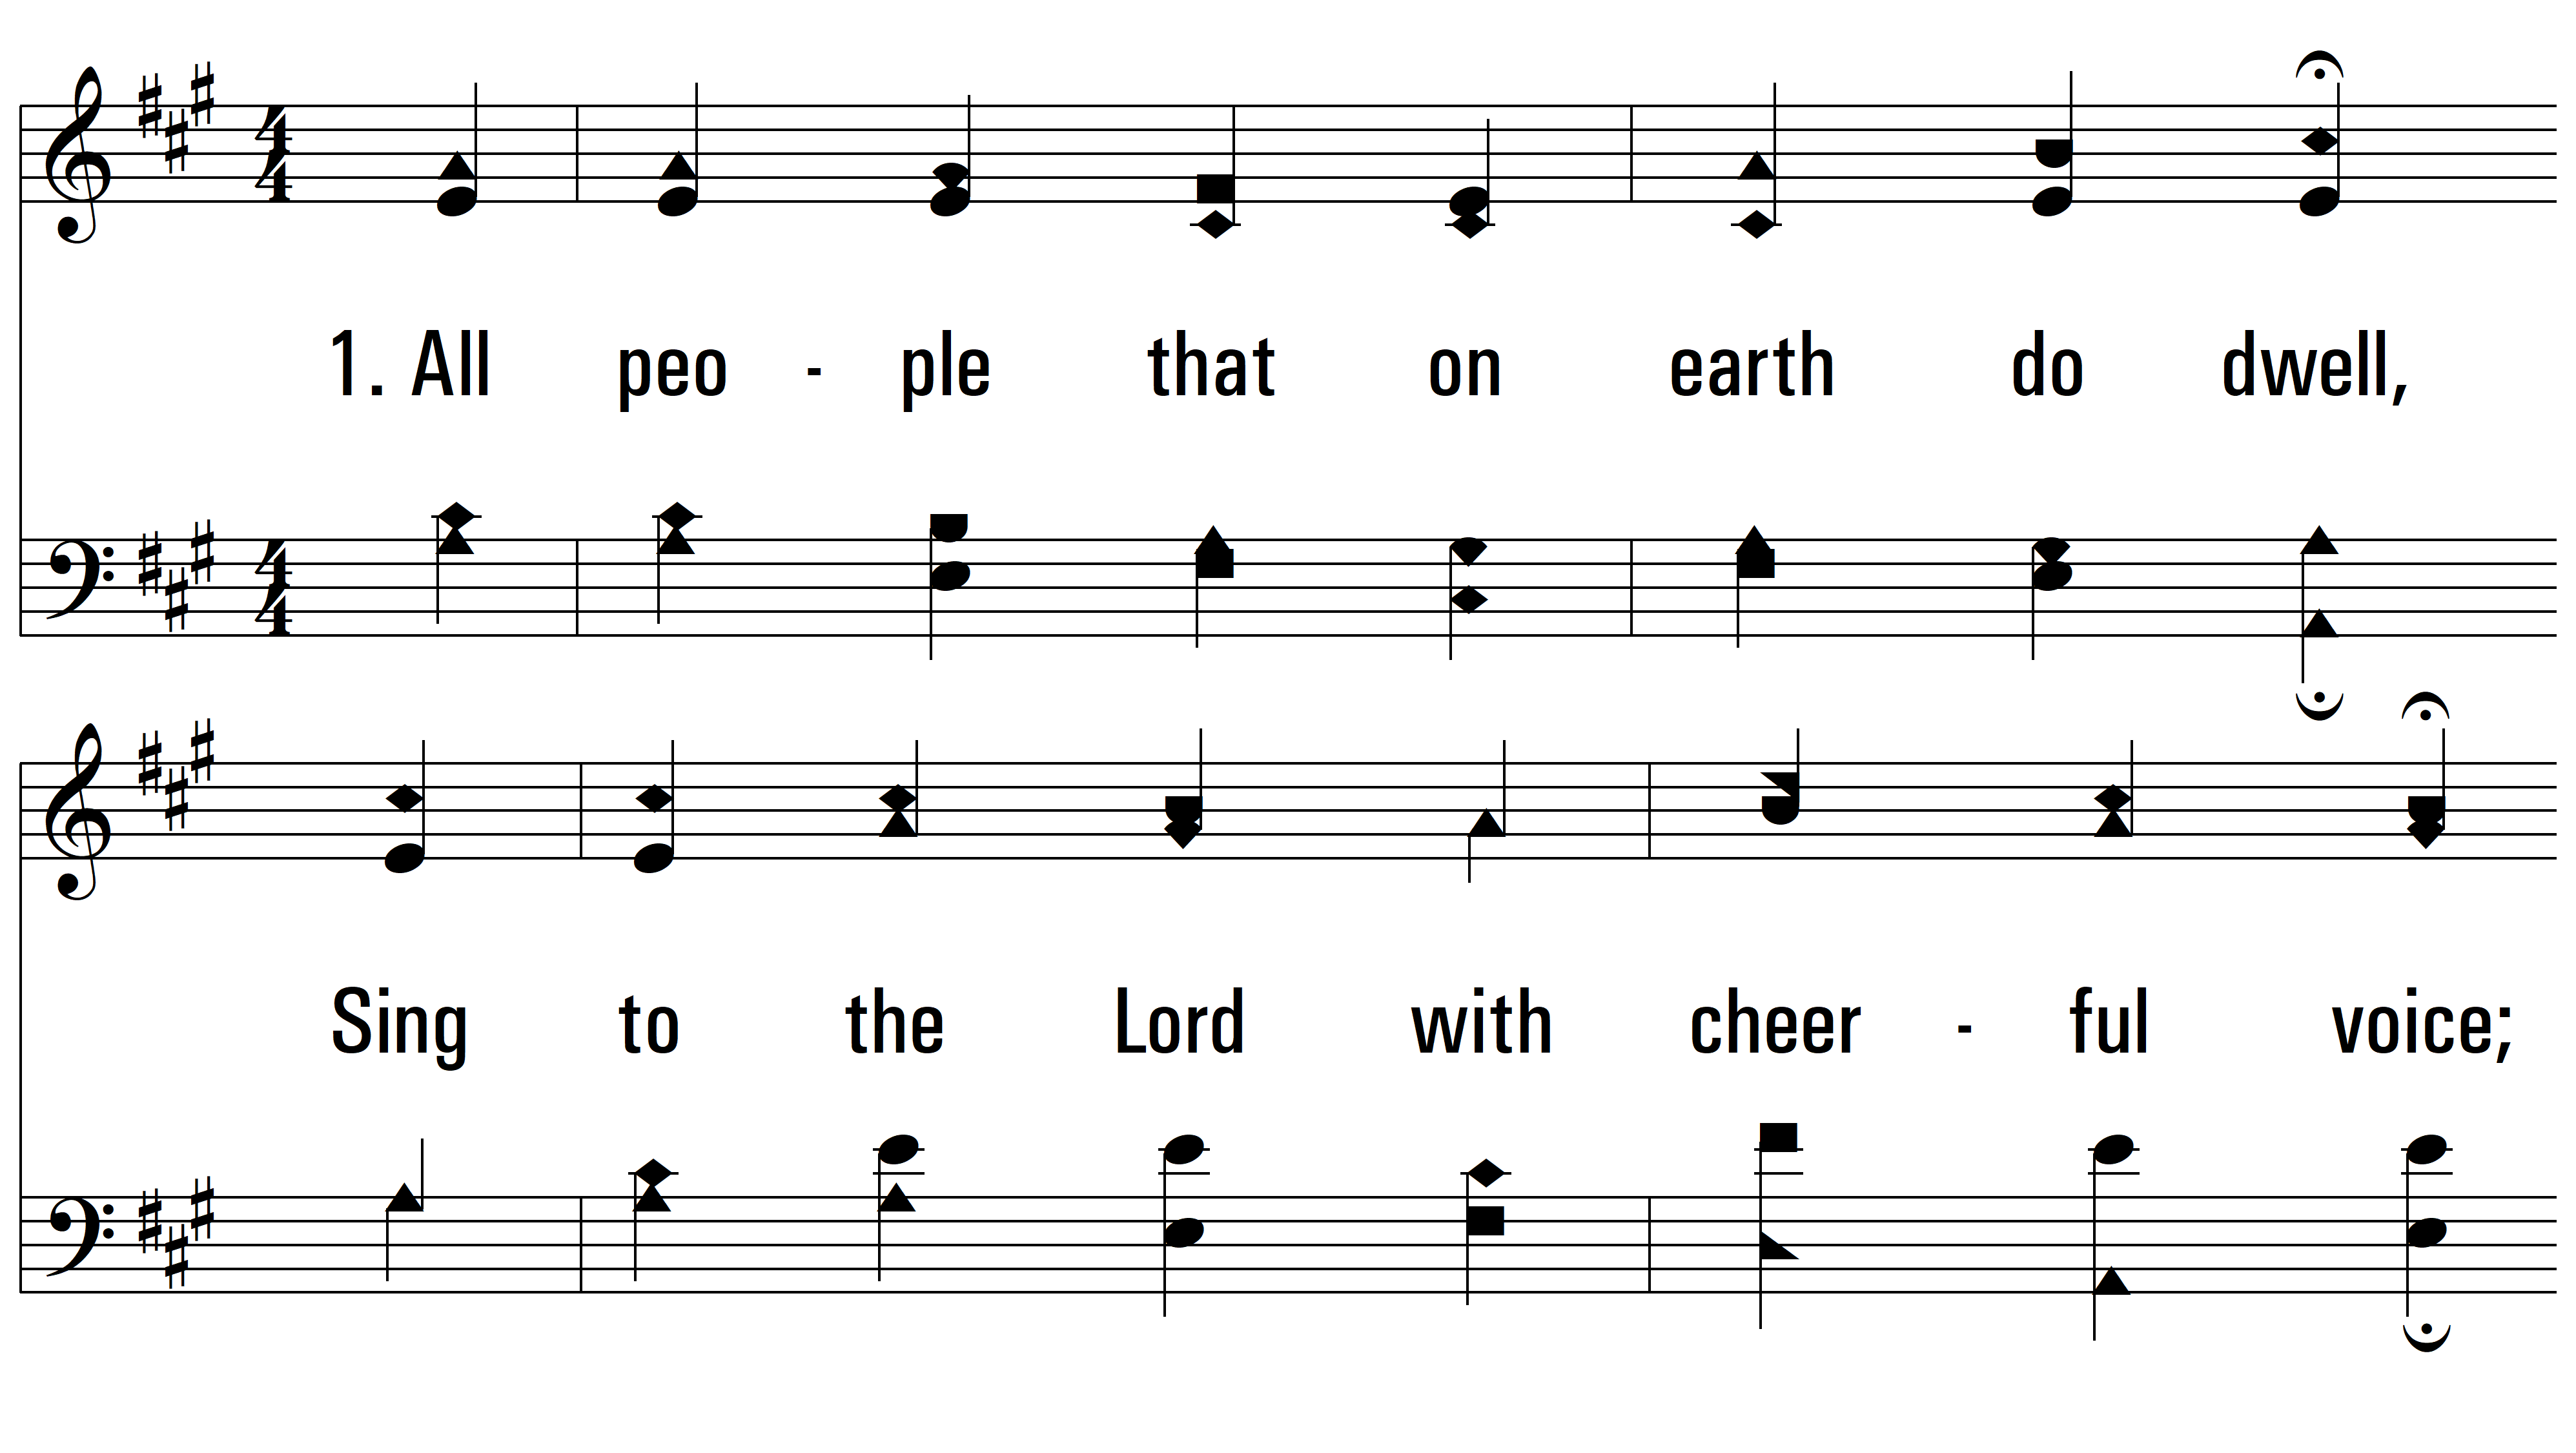 1. All peo - ple that on earth do dwell,
Sing to the Lord with cheer - ful voice;